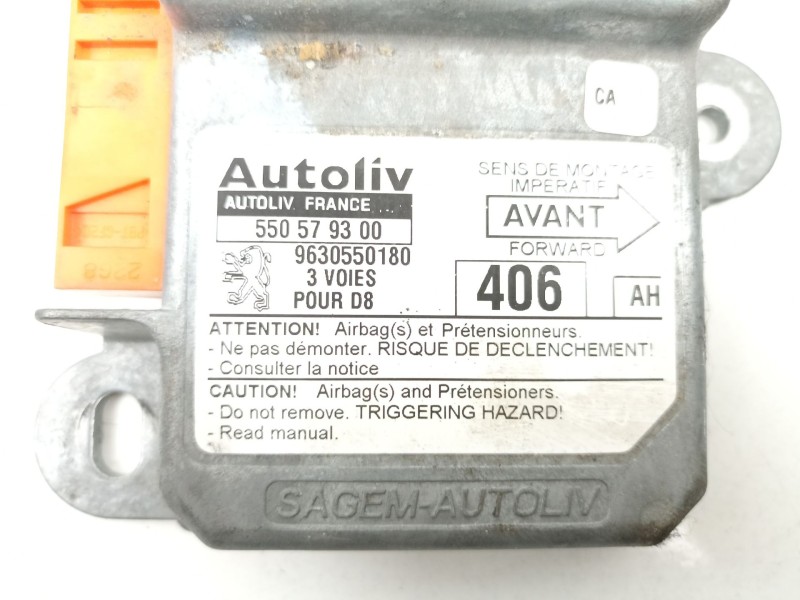 CA
Autoliv
AUTOLIV FRANCE
550 57 93 00
9630550180
3 VOIES
POUR D8
SENS DE MONTAGE
IMPERATIF
AVANT
FORWARD
406
AH
ATTENTION! Airbag(s) et Prétensionneurs.
- Ne pas démonter. RISQUE DE DECLENCHEMENT!
- Consulter la notice
CAUTION! Airbag(s) and Prétensioners.
- Do not remove. TRIGGERING HAZARD!
- Read manual.
SAGEM-AUTOLIV